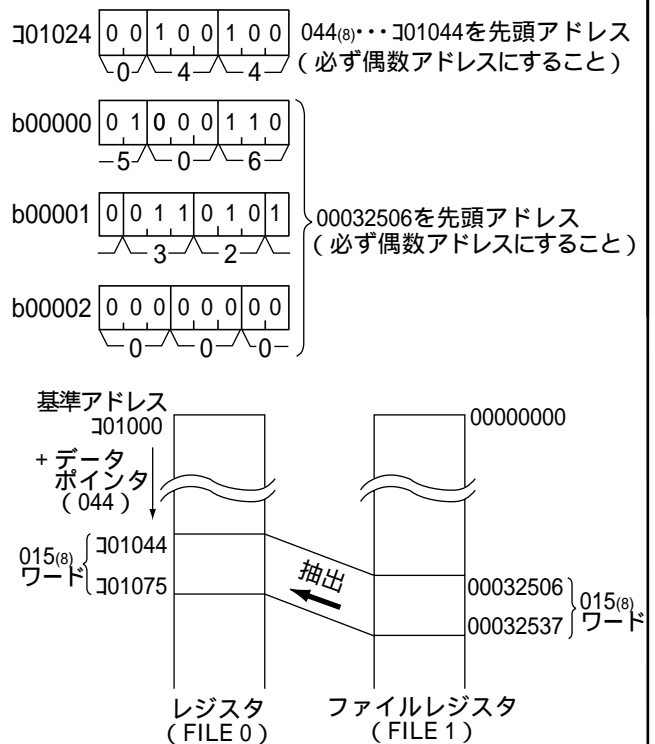 コ01024 0 0 1 0 0 1 0 0 044(8)･･･コ01044を先頭アドレス
0 4 4 (必ず偶数アドレスにすること)
b00000 0 1 0 0 0 1 1 0
5 0 6
b00001 0 0 1 1 0 1 0 1 00032506を先頭アドレス
3 2 (必ず偶数アドレスにすること)
b00002 0 0 0 0 0 0 0 0
0 0 0
基準アドレス
コ01000 00000000
+ データ
ポインタ
(044)
コ01044
015(8)
ワード
コ01075
抽出
00032506
015(8)
ワード
00032537
レジスタ ファイルレジスタ
(FILE 0) (FILE 1)